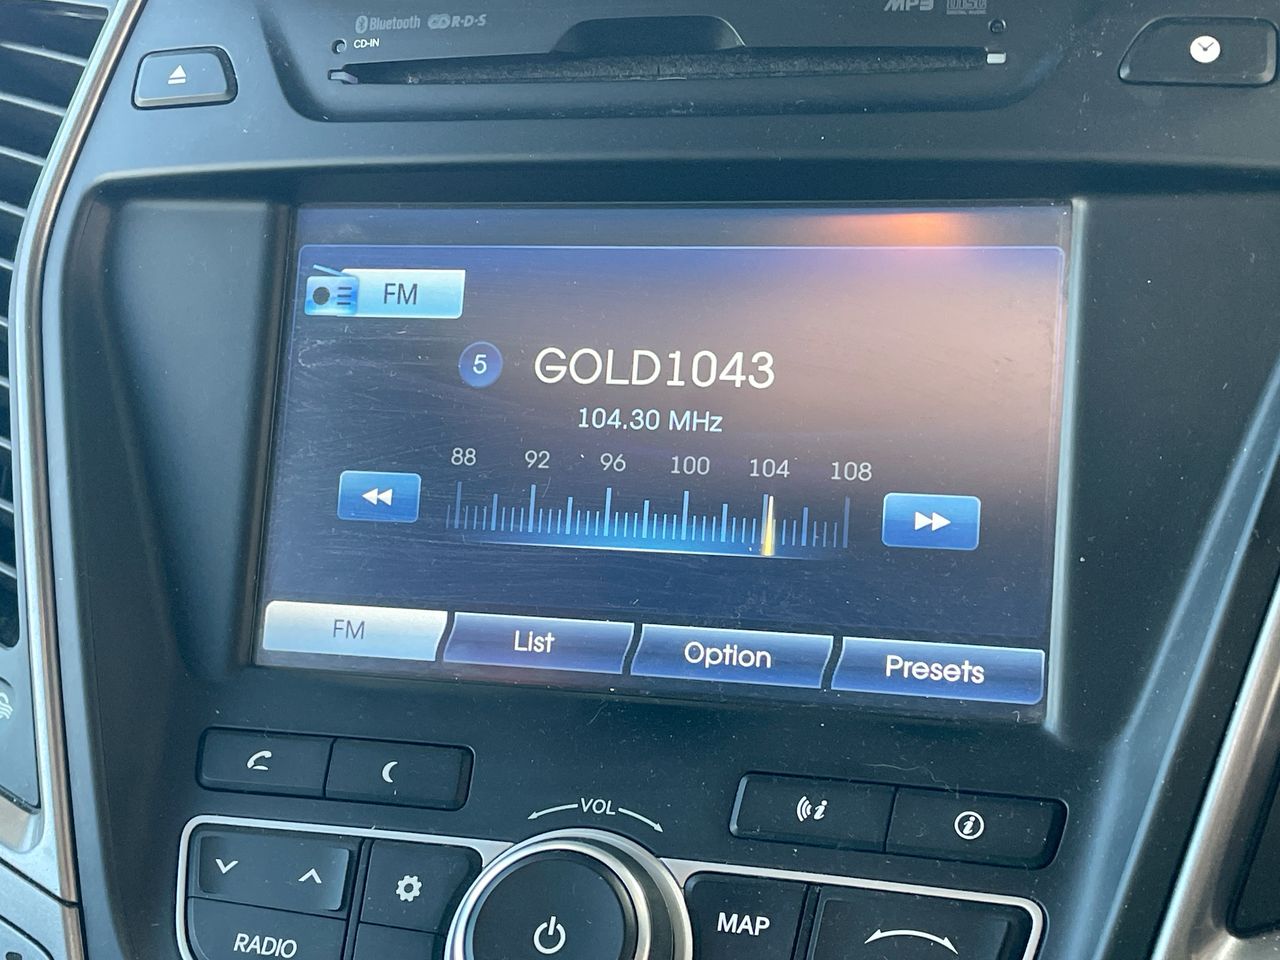 Bluetooth R·D·S
MP3
DISC
CD-IN
FM
5 GOLD1043
104.30 MHz
88 92 96 100 104 108
FM List Option Presets
VOL
RADIO
MAP